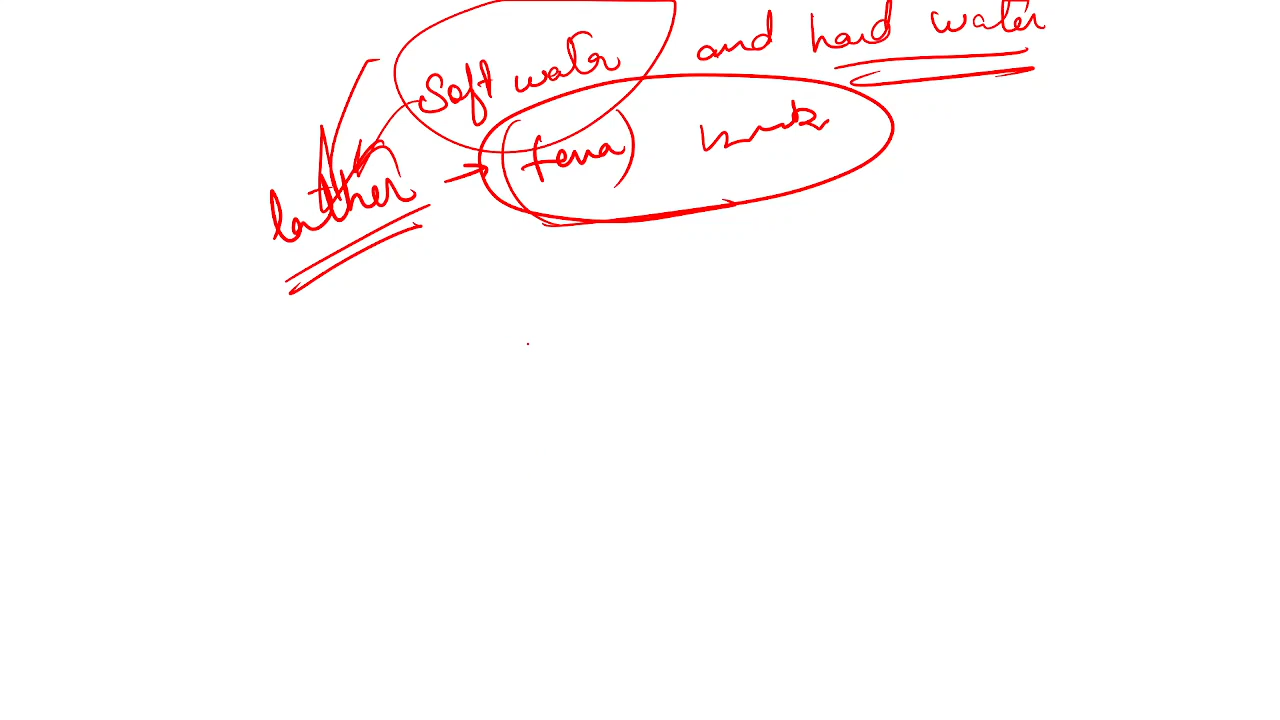 Soft water and hard water
lather → (fena)